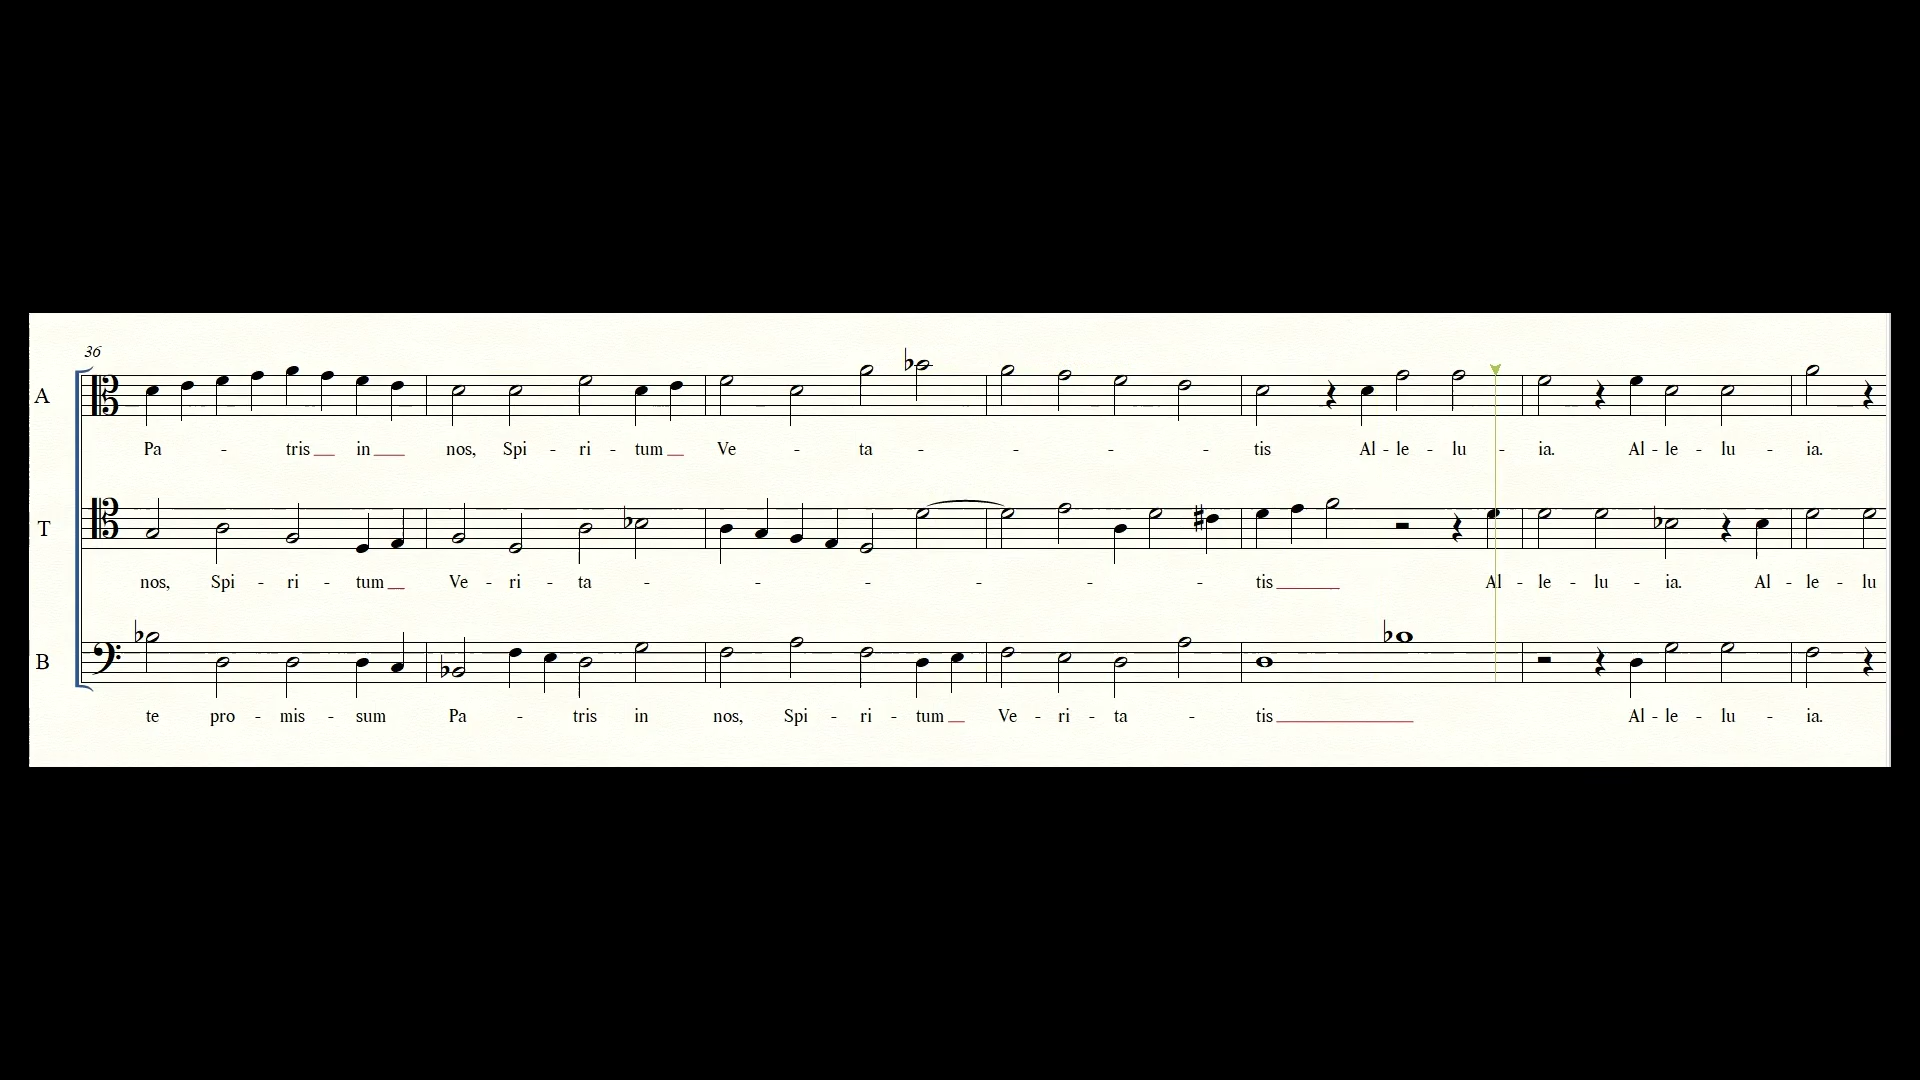 36
A
Pa - tris in nos, Spi - ri - tum Ve - ta - - - - tis Al - le - lu - ia. Al - le - lu - ia.
T
nos, Spi - ri - tum Ve - ri - ta - - - - - - tis Al - le - lu - ia. Al - le - lu
B
te pro - mis - sum Pa - tris in nos, Spi - ri - tum Ve - ri - ta - tis Al - le - lu - ia.